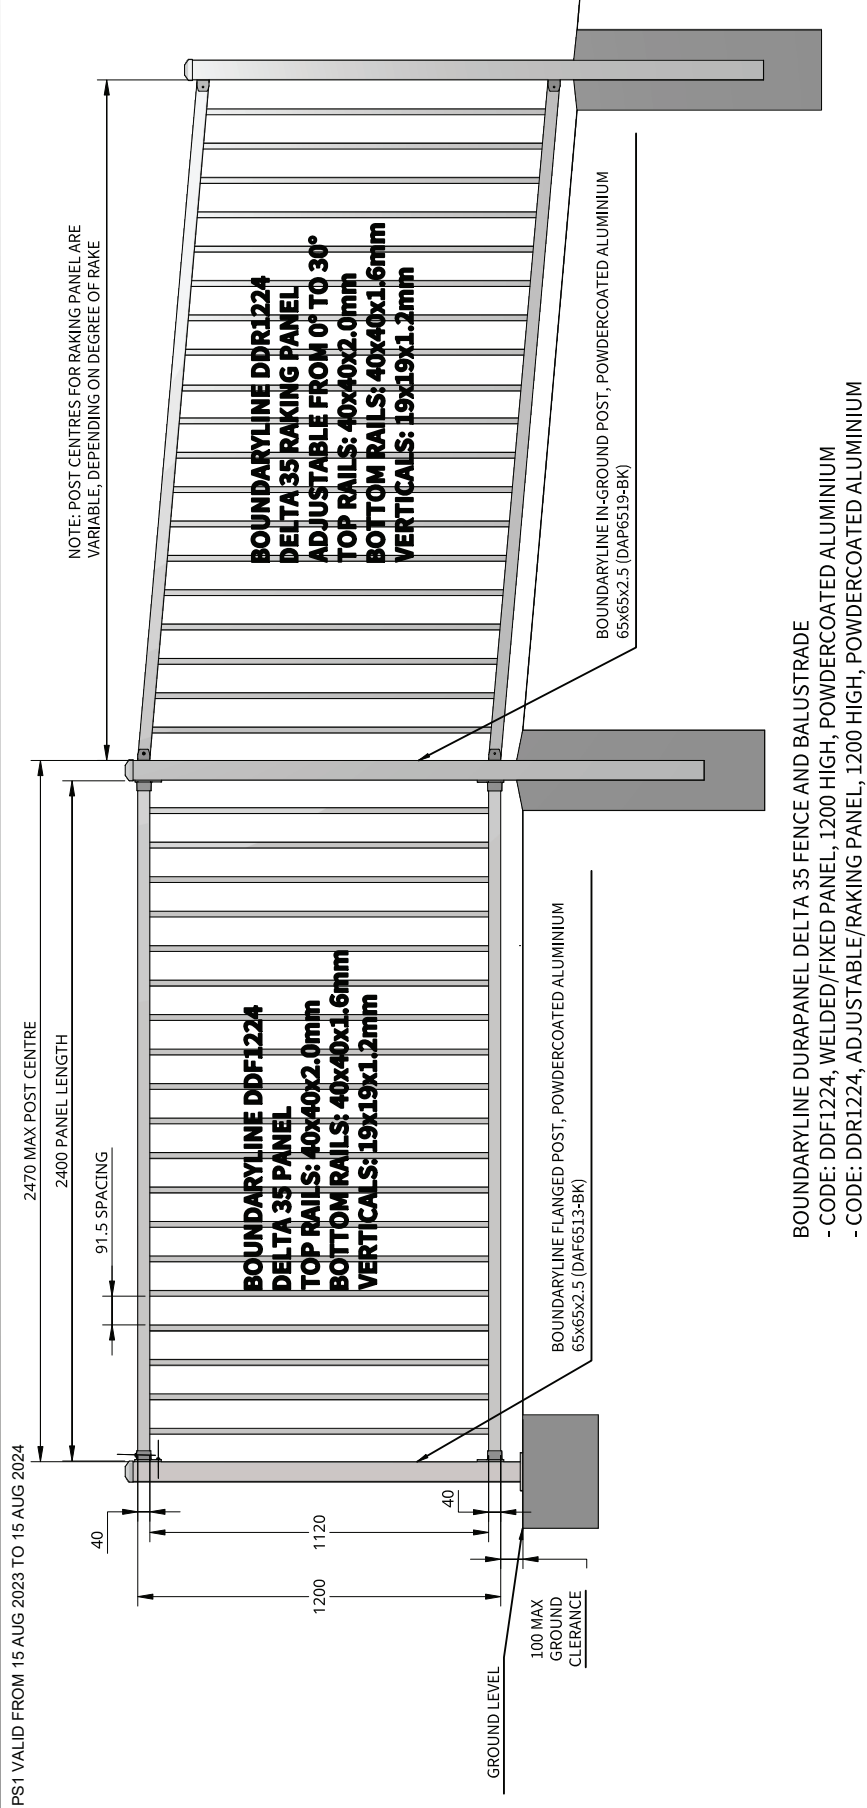 PS1 VALID FROM 15 AUG 2023 TO 15 AUG 2024
2470 MAX POST CENTRE
2400 PANEL LENGTH
91.5 SPACING
NOTE: POST CENTRES FOR RAKING PANEL ARE
VARIABLE, DEPENDING ON DEGREE OF RAKE
40
1120
1200
40
BOUNDARYLINE DDF1224
DELTA 35 PANEL
TOP RAILS: 40x40x2.0mm
BOTTOM RAILS: 40x40x1.6mm
VERTICALS: 19x19x1.2mm
BOUNDARYLINE DDR1224
DELTA 35 RAKING PANEL
ADJUSTABLE FROM 0° TO 30°
TOP RAILS: 40x40x2.0mm
BOTTOM RAILS: 40x40x1.6mm
VERTICALS: 19x19x1.2mm
GROUND LEVEL
100 MAX
GROUND
CLERANCE
BOUNDARYLINE FLANGED POST, POWDERCOATED ALUMINIUM
65x65x2.5 (DAF6513-BK)
BOUNDARYLINE IN-GROUND POST, POWDERCOATED ALUMINIUM
65x65x2.5 (DAP6519-BK)
BOUNDARYLINE DURAPANEL DELTA 35 FENCE AND BALUSTRADE
- CODE: DDF1224, WELDED/FIXED PANEL, 1200 HIGH, POWDERCOATED ALUMINIUM
- CODE: DDR1224, ADJUSTABLE/RAKING PANEL, 1200 HIGH, POWDERCOATED ALUMINIUM